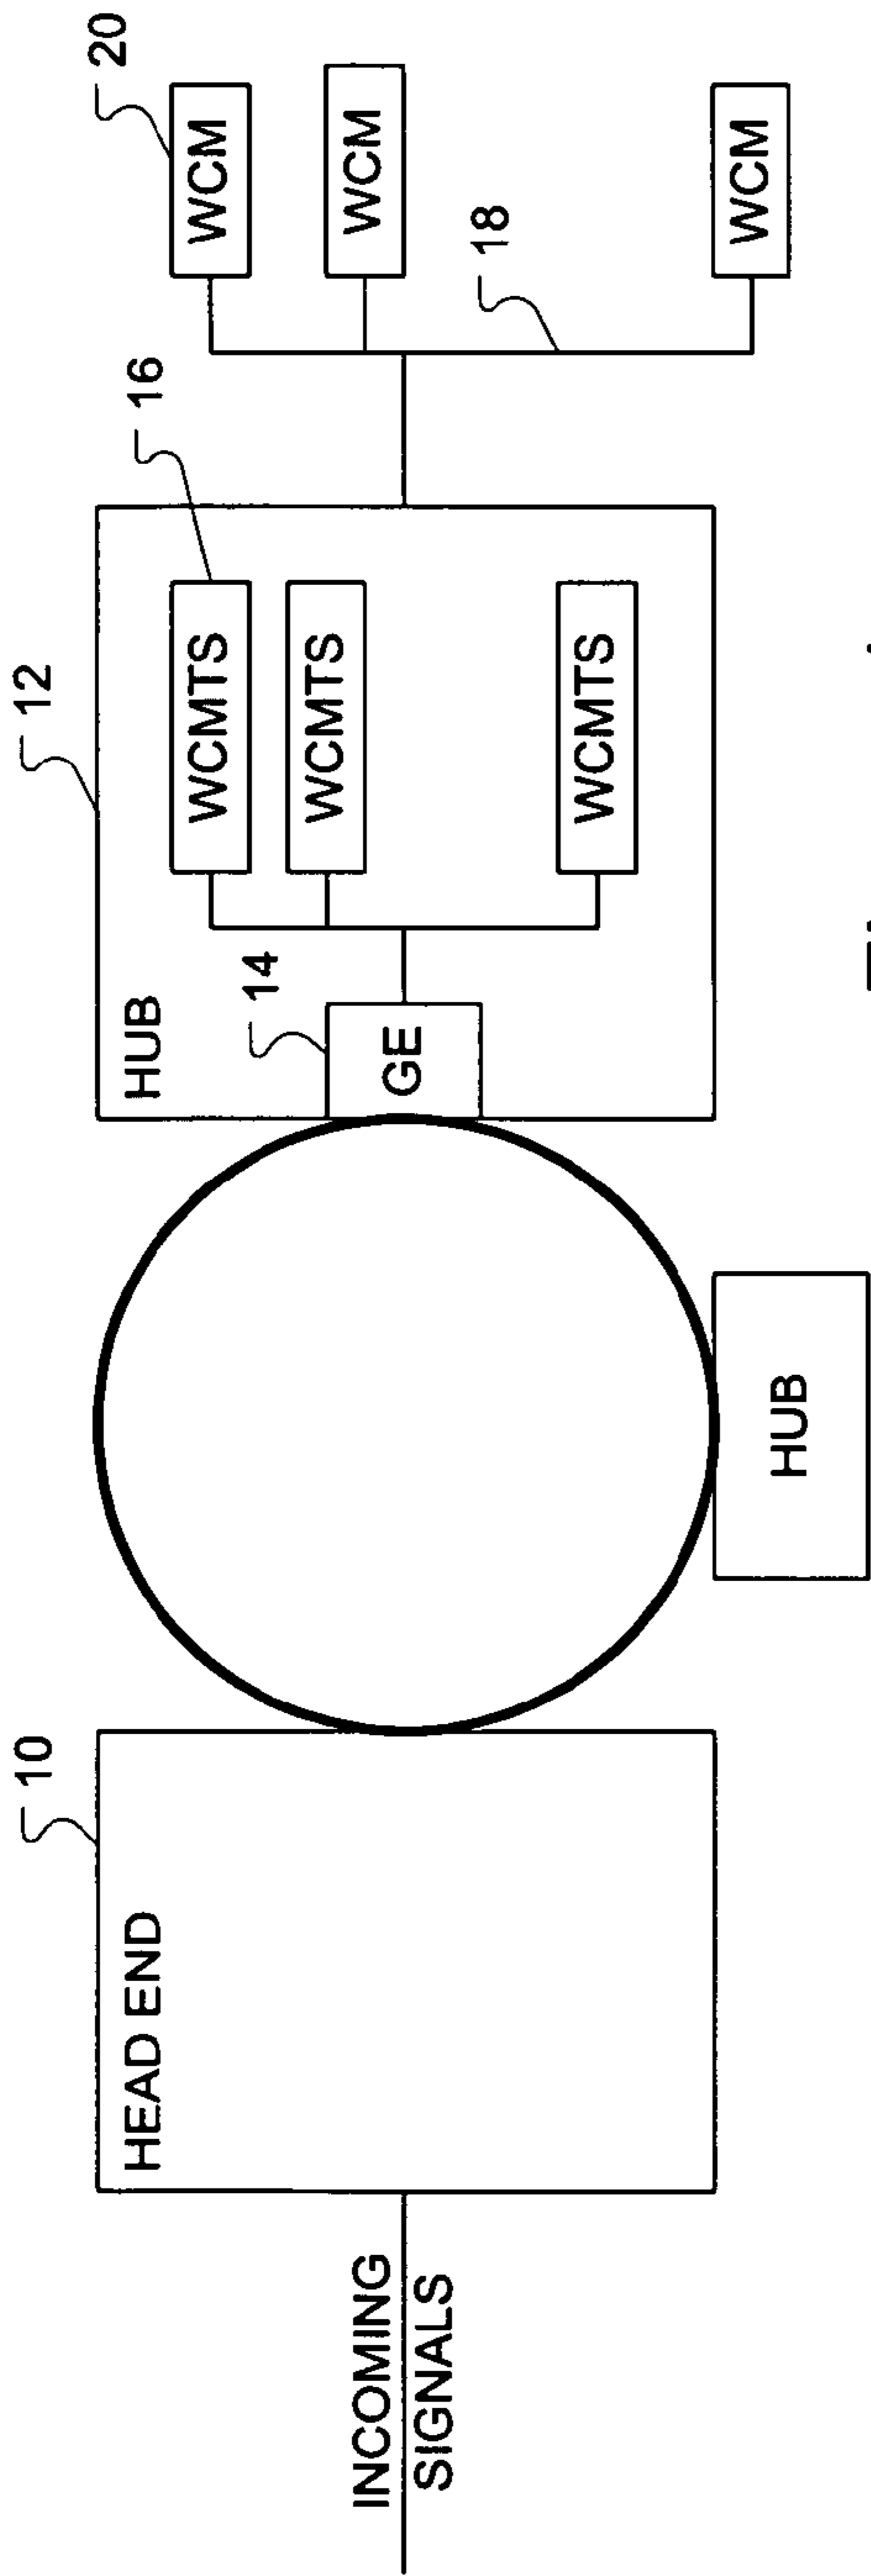 INCOMING
SIGNALS
HEAD END
10
HUB
HUB
12
14
GE
WCMTS
16
WCMTS
WCMTS
18
WCM
20
WCM
WCM